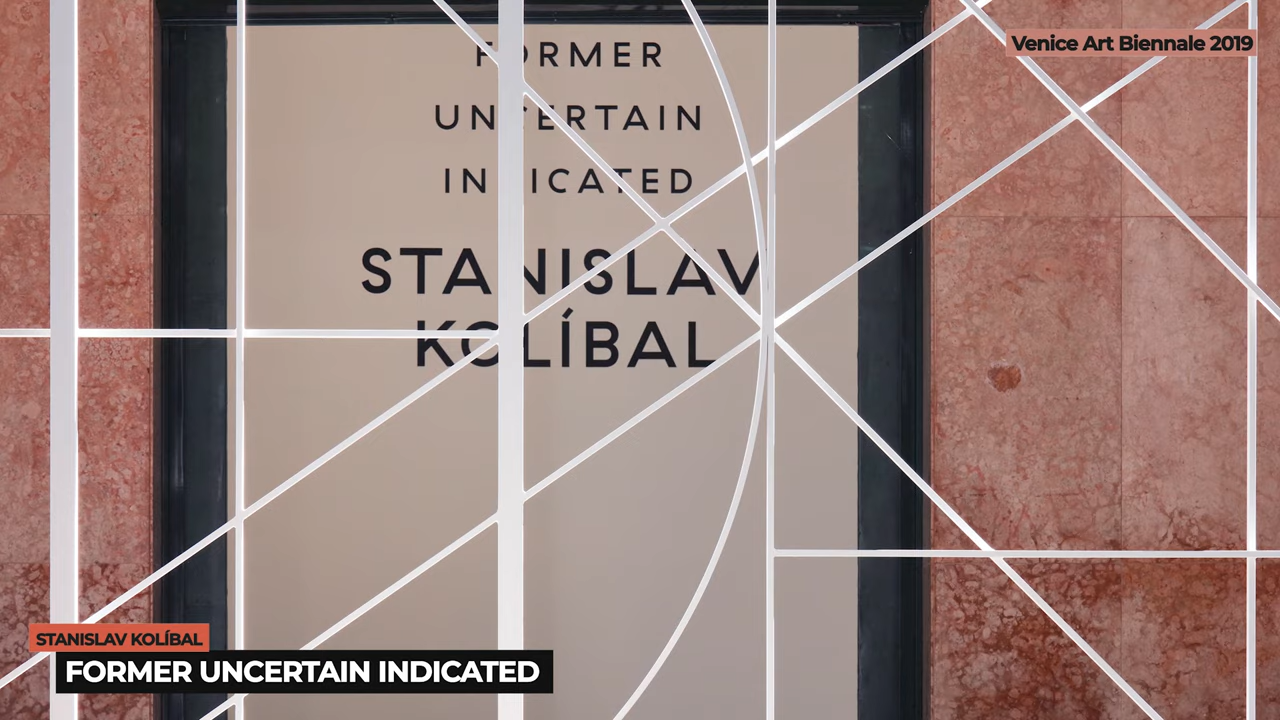 Venice Art Biennale 2019
FORMER
UNCERTAIN
INDICATED
STANISLAV
KOLÍBAL
STANISLAV KOLÍBAL
FORMER UNCERTAIN INDICATED